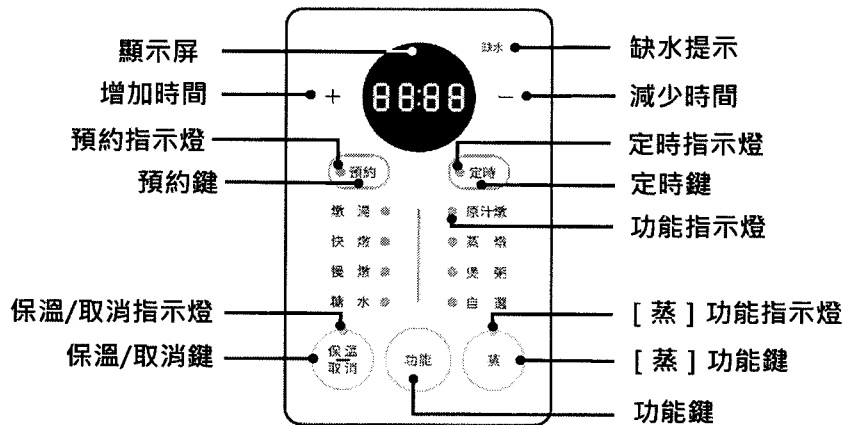 顯示屏
缺水
缺水提示
增加時間
+
88:88
−
減少時間
預約指示燈
定時指示燈
預約
定時
預約鍵
定時鍵
燉 湯
原汁燉
功能指示燈
快 燉
蒸 燉
慢 燉
煲 粥
糖 水
自 選
保溫/取消指示燈
[ 蒸 ] 功能指示燈
保溫
取消
功能
蒸
保溫/取消鍵
[ 蒸 ] 功能鍵
功能鍵